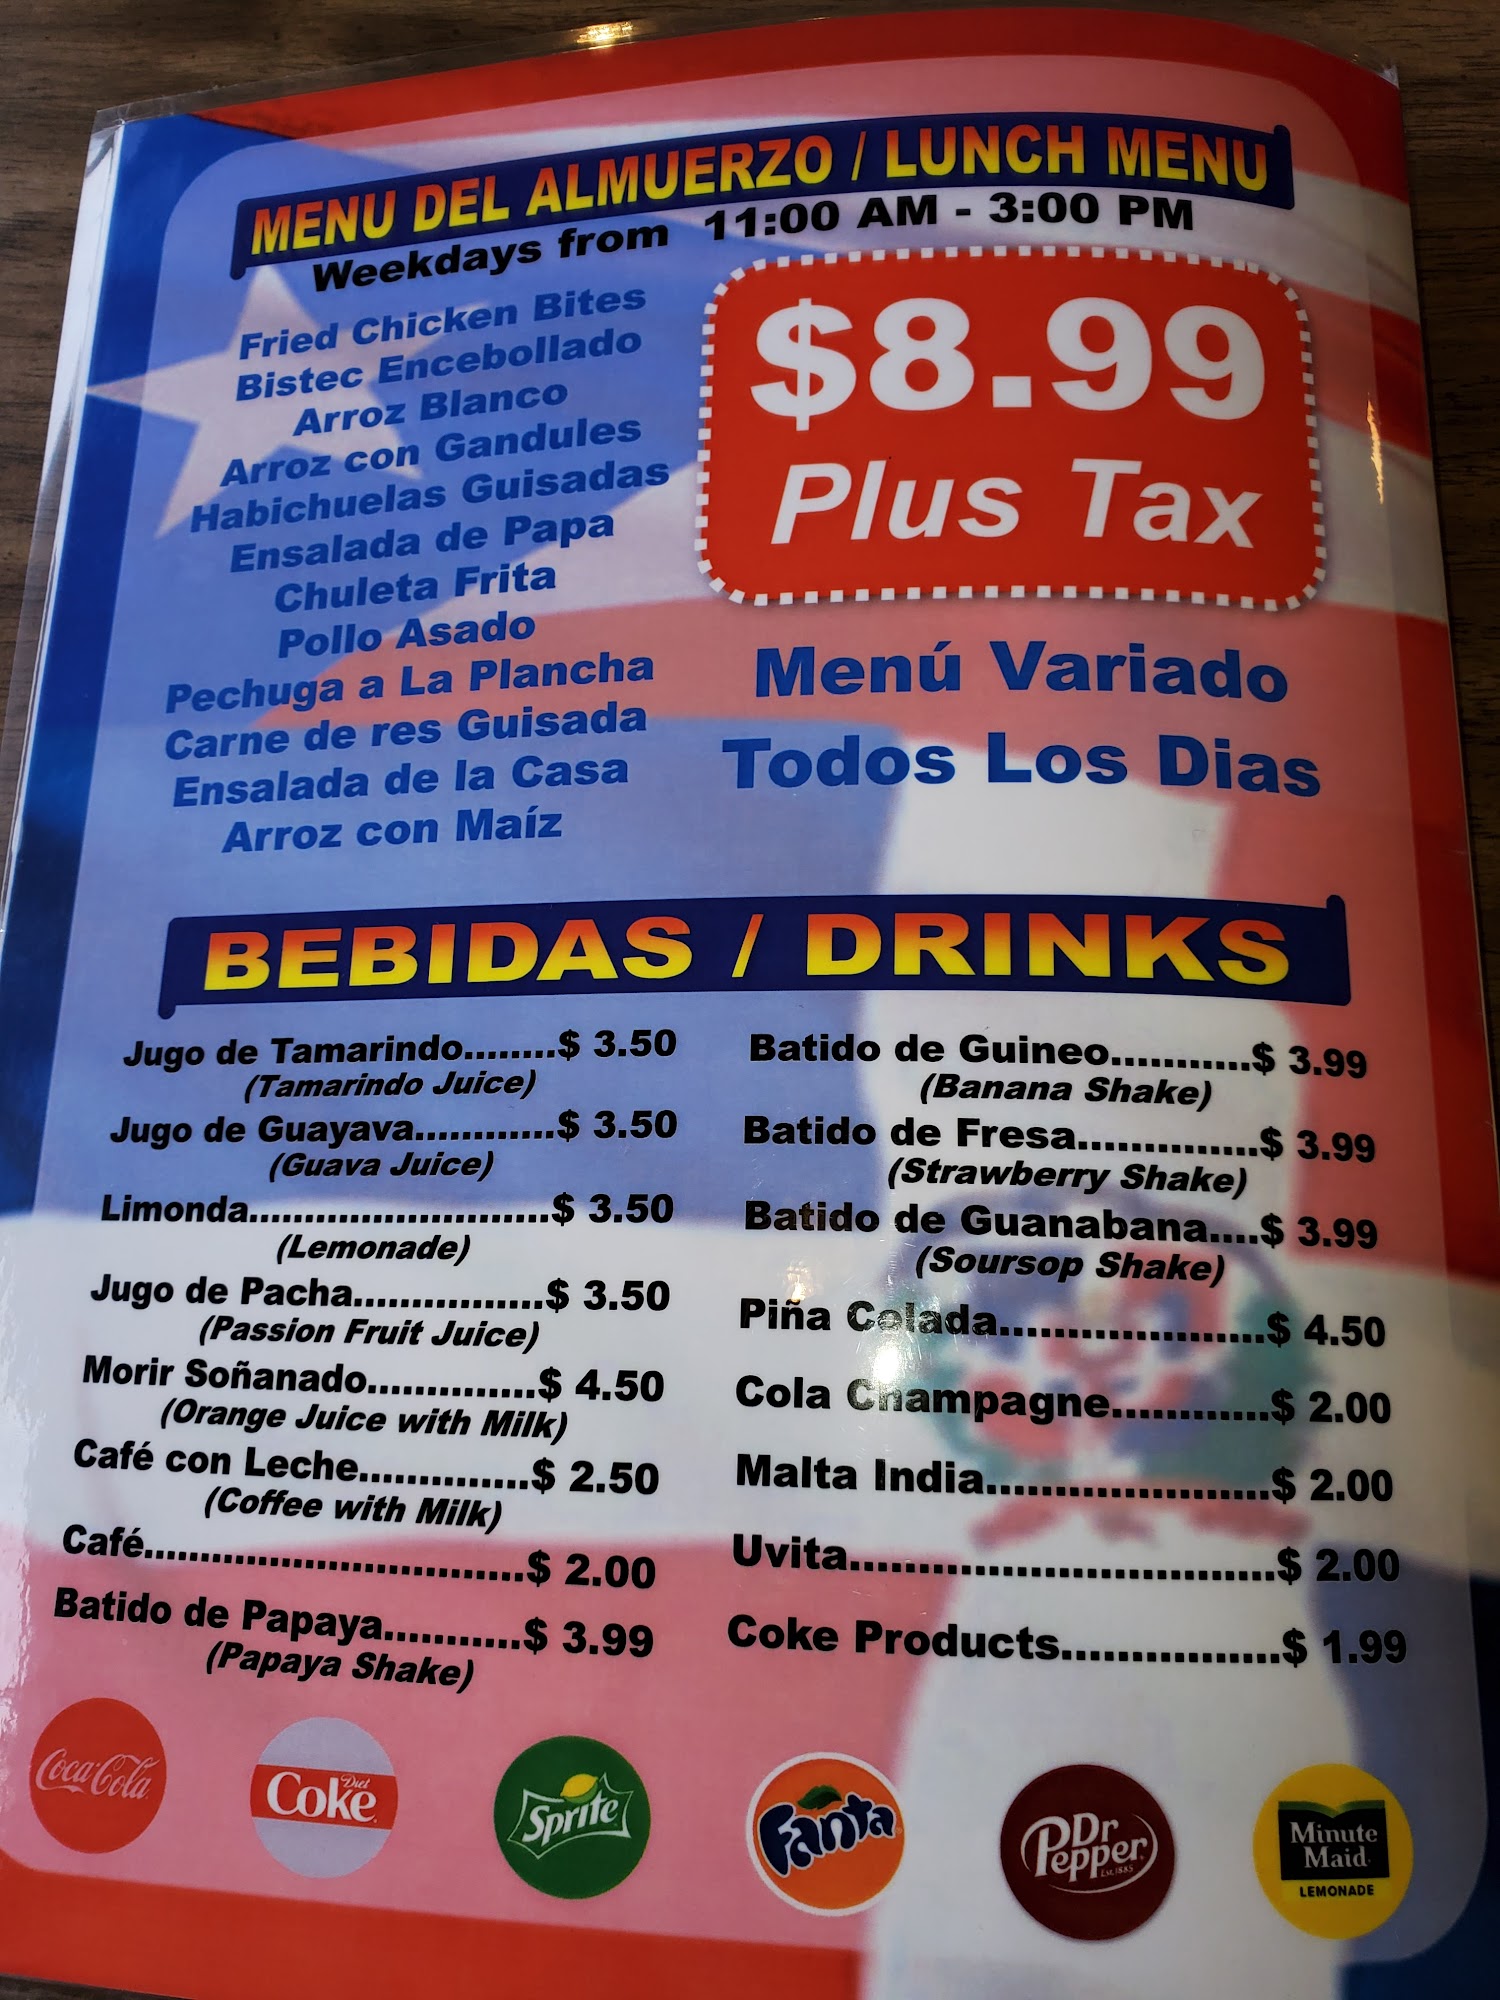 MENU DEL ALMUERZO / LUNCH MENU
Weekdays from 11:00 AM - 3:00 PM
Fried Chicken Bites
Bistec Encebollado
Arroz Blanco
Arroz con Gandules
Habichuelas Guisadas
Ensalada de Papa
Chuleta Frita
Pollo Asado
Pechuga a La Plancha
Carne de res Guisada
Ensalada de la Casa
Arroz con Maíz
$8.99
Plus Tax
Menú Variado
Todos Los Dias
BEBIDAS / DRINKS
Jugo de Tamarindo........$ 3.50
(Tamarindo Juice)
Jugo de Guayava............$ 3.50
(Guava Juice)
Limonda...........................$ 3.50
(Lemonade)
Jugo de Pacha.................$ 3.50
(Passion Fruit Juice)
Morir Soñanado...............$ 4.50
(Orange Juice with Milk)
Café con Leche...............$ 2.50
(Coffee with Milk)
Café..................................$ 2.00
Batido de Papaya............$ 3.99
(Papaya Shake)
Batido de Guineo...........$ 3.99
(Banana Shake)
Batido de Fresa..............$ 3.99
(Strawberry Shake)
Batido de Guanabana....$ 3.99
(Soursop Shake)
Piña Colada.....................$ 4.50
Cola Champagne............$ 2.00
Malta India......................$ 2.00
Uvita.................................$ 2.00
Coke Products.................$ 1.99
Coca-Cola
Diet
Coke
Sprite
Fanta
Dr
Pepper
Est. 1885
Minute
Maid
LEMONADE